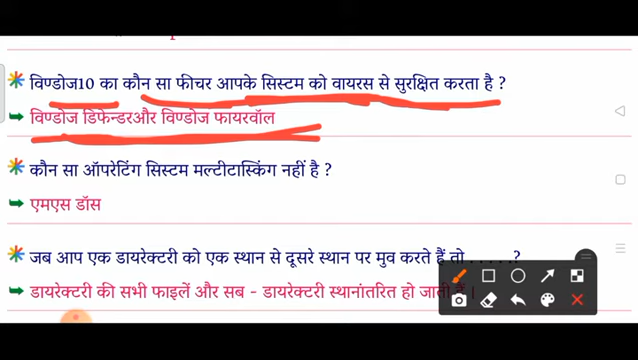 विण्डोज10 का कौन सा फीचर आपके सिस्टम को वायरस से सुरक्षित करता है ?
विण्डोज डिफेन्डरऔर विण्डोज फायरवॉल
कौन सा ऑपरेटिंग सिस्टम मल्टीटास्किंग नहीं है ?
एमएस डॉस
जब आप एक डायरेक्टरी को एक स्थान से दूसरे स्थान पर मुव करते हैं तो . . . . . ?
डायरेक्टरी की सभी फाइलें और सब - डायरेक्टरी स्थानांतरित हो जाती हैं ।